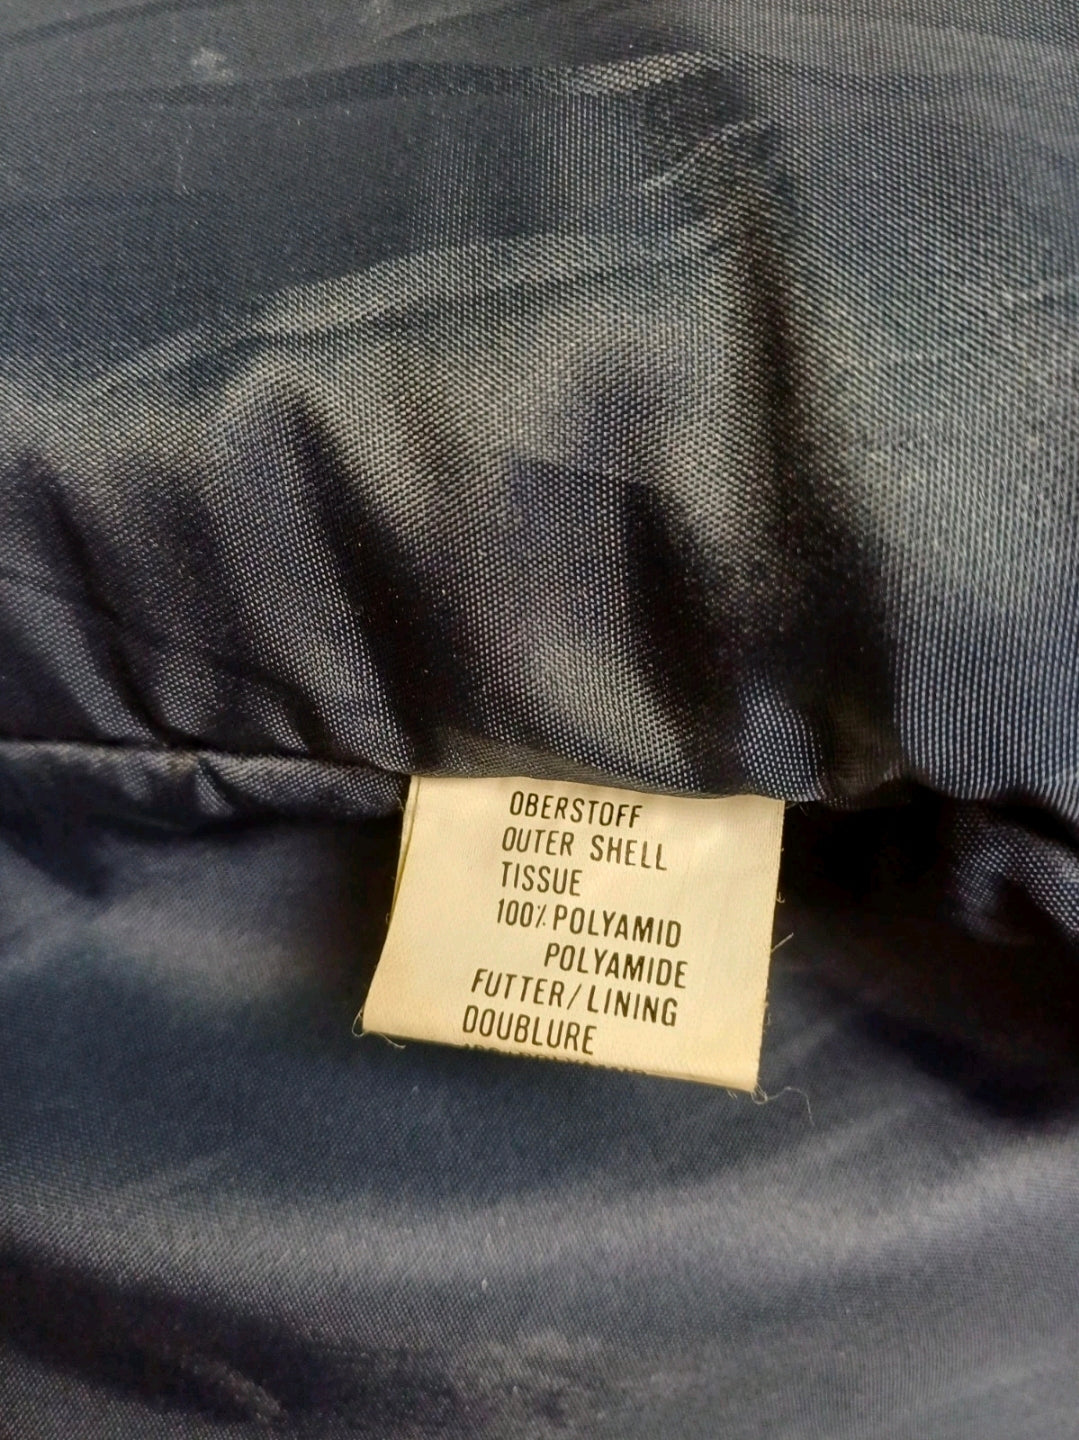 OBERSTOFF
OUTER SHELL
TISSUE
100% POLYAMID
POLYAMIDE
FUTTER/LINING
DOUBLURE